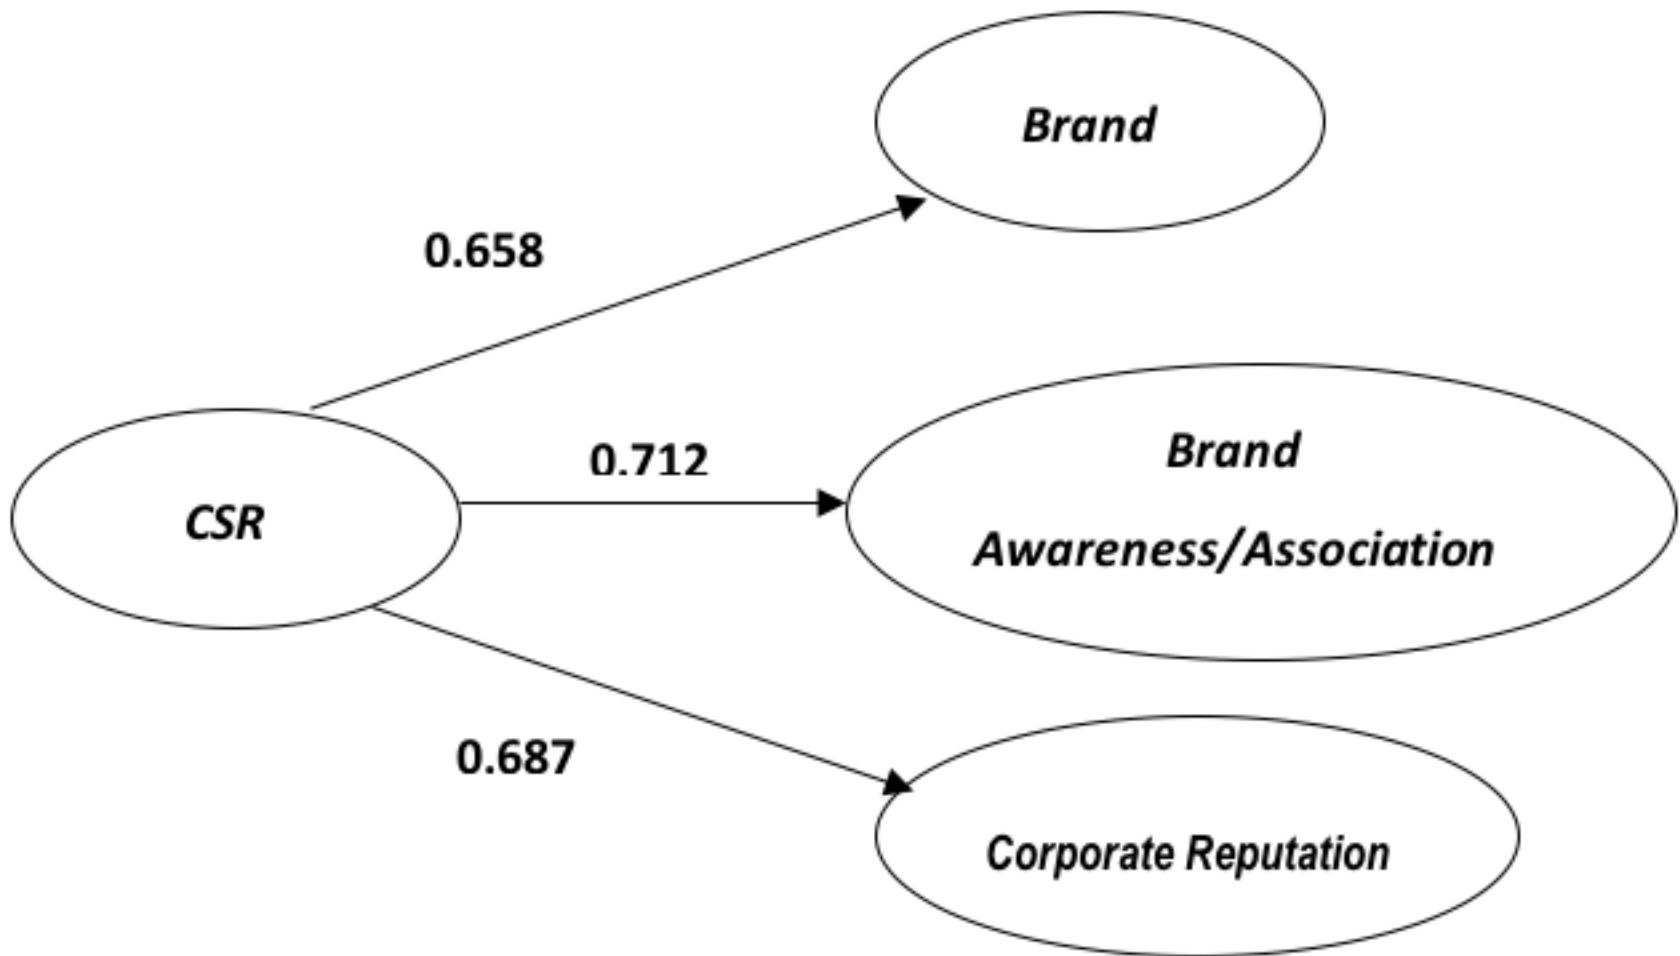 Brand
0.658
Brand
0.712
Awareness/Association
CSR
0.687
Corporate Reputation